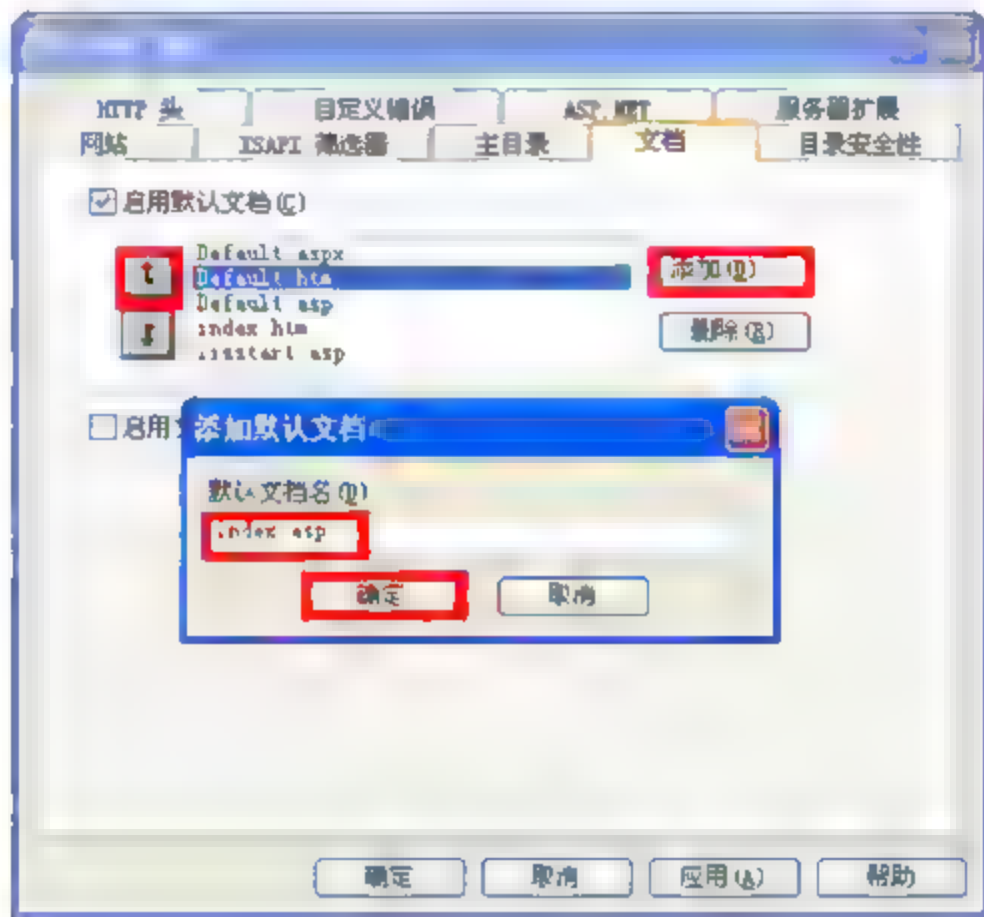 HTTP 头 自定义错误 ASP.NET 服务器扩展
网站 ISAPI 筛选器 主目录 文档 目录安全性
启用默认文档(C)
Default aspx
添加(D)
Default htm
Default asp
index htm
删除(R)
iisstart asp
启用
添加默认文档
默认文档名(D)
index asp
确定 取消
确定 取消 应用(A) 帮助